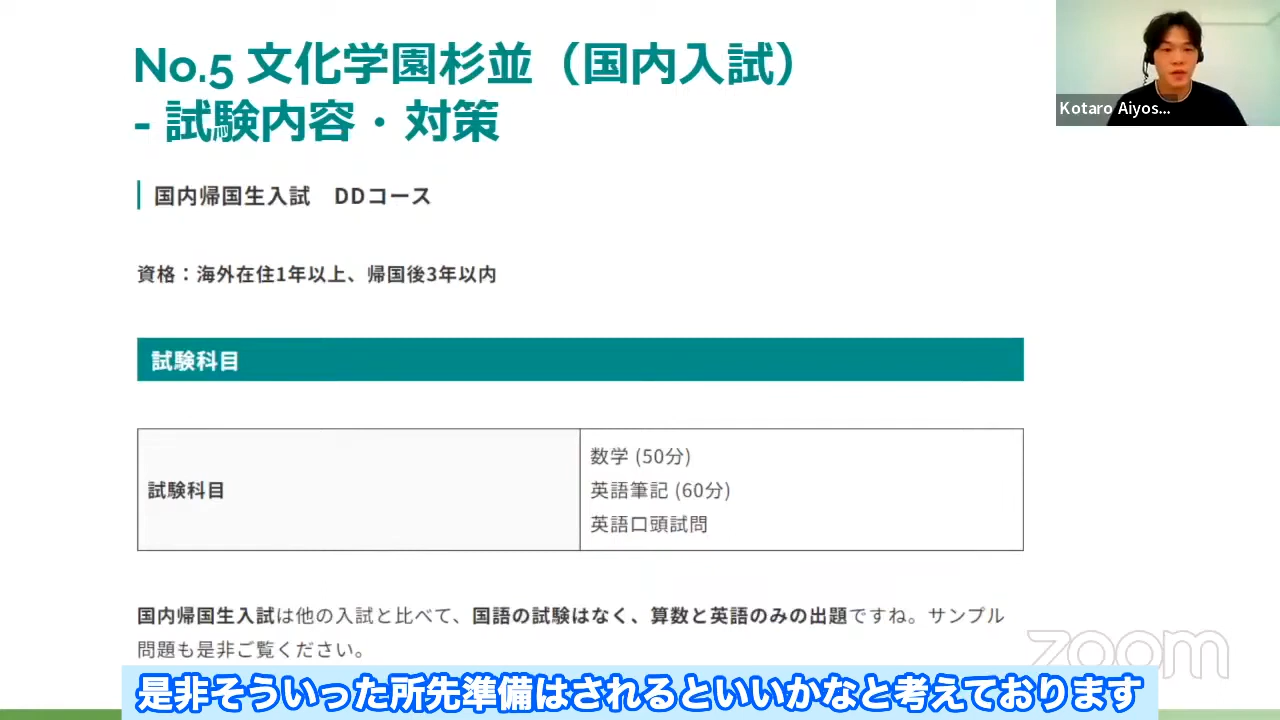 No.5 文化学園杉並（国内入試）
- 試験内容・対策
Kotaro Aiyos...
国内帰国生入試　DDコース
資格：海外在住1年以上、帰国後3年以内
試験科目
試験科目
数学 (50分)
英語筆記 (60分)
英語口頭試問
国内帰国生入試は他の入試と比べて、国語の試験はなく、算数と英語のみの出題ですね。サンプル
問題も是非ご覧ください。
zoom
是非そういった所先準備はされるといいかなと考えております